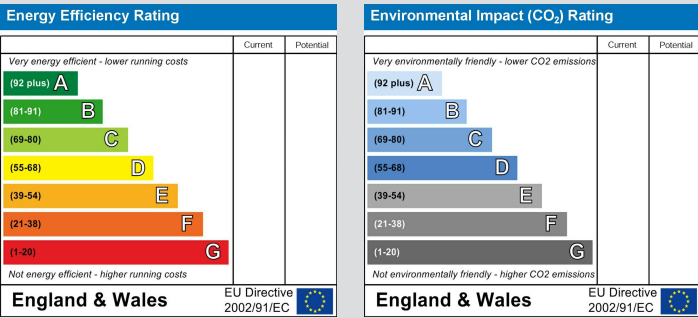 Energy Efficiency Rating
Current Potential
Very energy efficient - lower running costs
(92 plus) A
(81-91) B
(69-80) C
(55-68) D
(39-54) E
(21-38) F
(1-20) G
Not energy efficient - higher running costs
England & Wales
EU Directive
2002/91/EC
Environmental Impact (CO₂) Rating
Current Potential
Very environmentally friendly - lower CO2 emissions
(92 plus) A
(81-91) B
(69-80) C
(55-68) D
(39-54) E
(21-38) F
(1-20) G
Not environmentally friendly - higher CO2 emissions
England & Wales
EU Directive
2002/91/EC